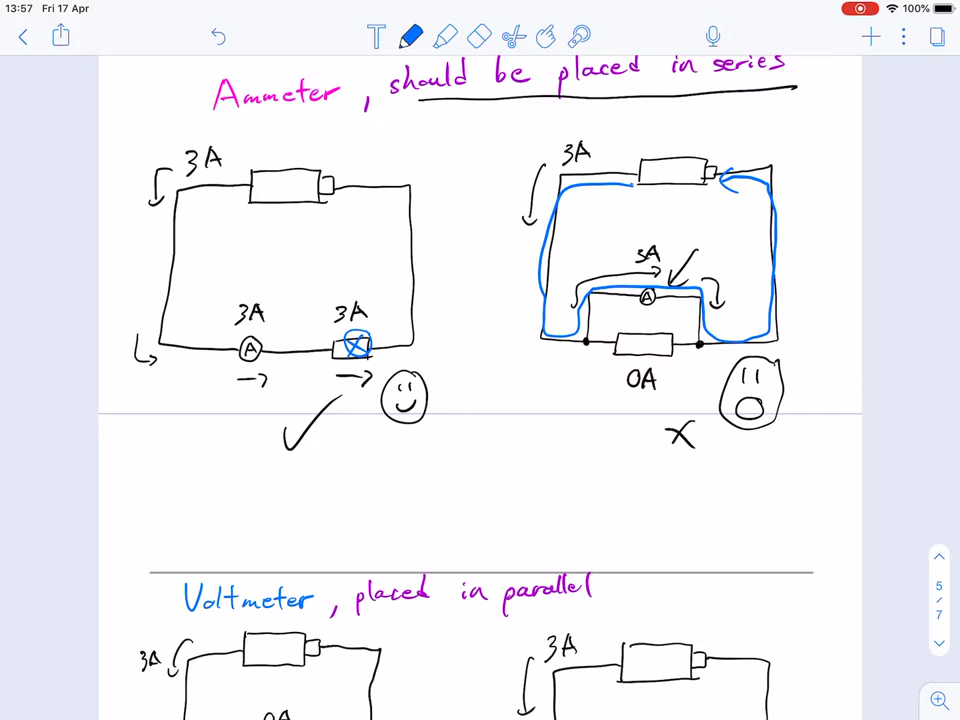 13:57 Fri 17 Apr
100%
T
Ammeter, should be placed in series
3A
3A
3A
A
3A
3A
A
0A
X
5
/
7
Voltmeter, placed in parallel
3A
3A
0A